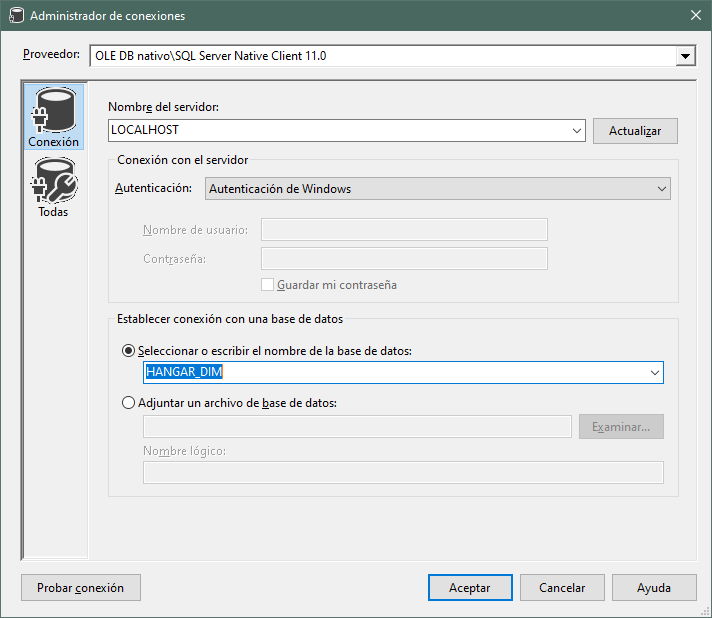 Administrador de conexiones
Proveedor: OLE DB nativo\SQL Server Native Client 11.0
Conexión
Todas
Nombre del servidor:
LOCALHOST
Actualizar
Conexión con el servidor
Autenticación: Autenticación de Windows
Nombre de usuario:
Contraseña:
Guardar mi contraseña
Establecer conexión con una base de datos
Seleccionar o escribir el nombre de la base de datos:
HANGAR_DIM
Adjuntar un archivo de base de datos:
Examinar...
Nombre lógico:
Probar conexión Aceptar Cancelar Ayuda